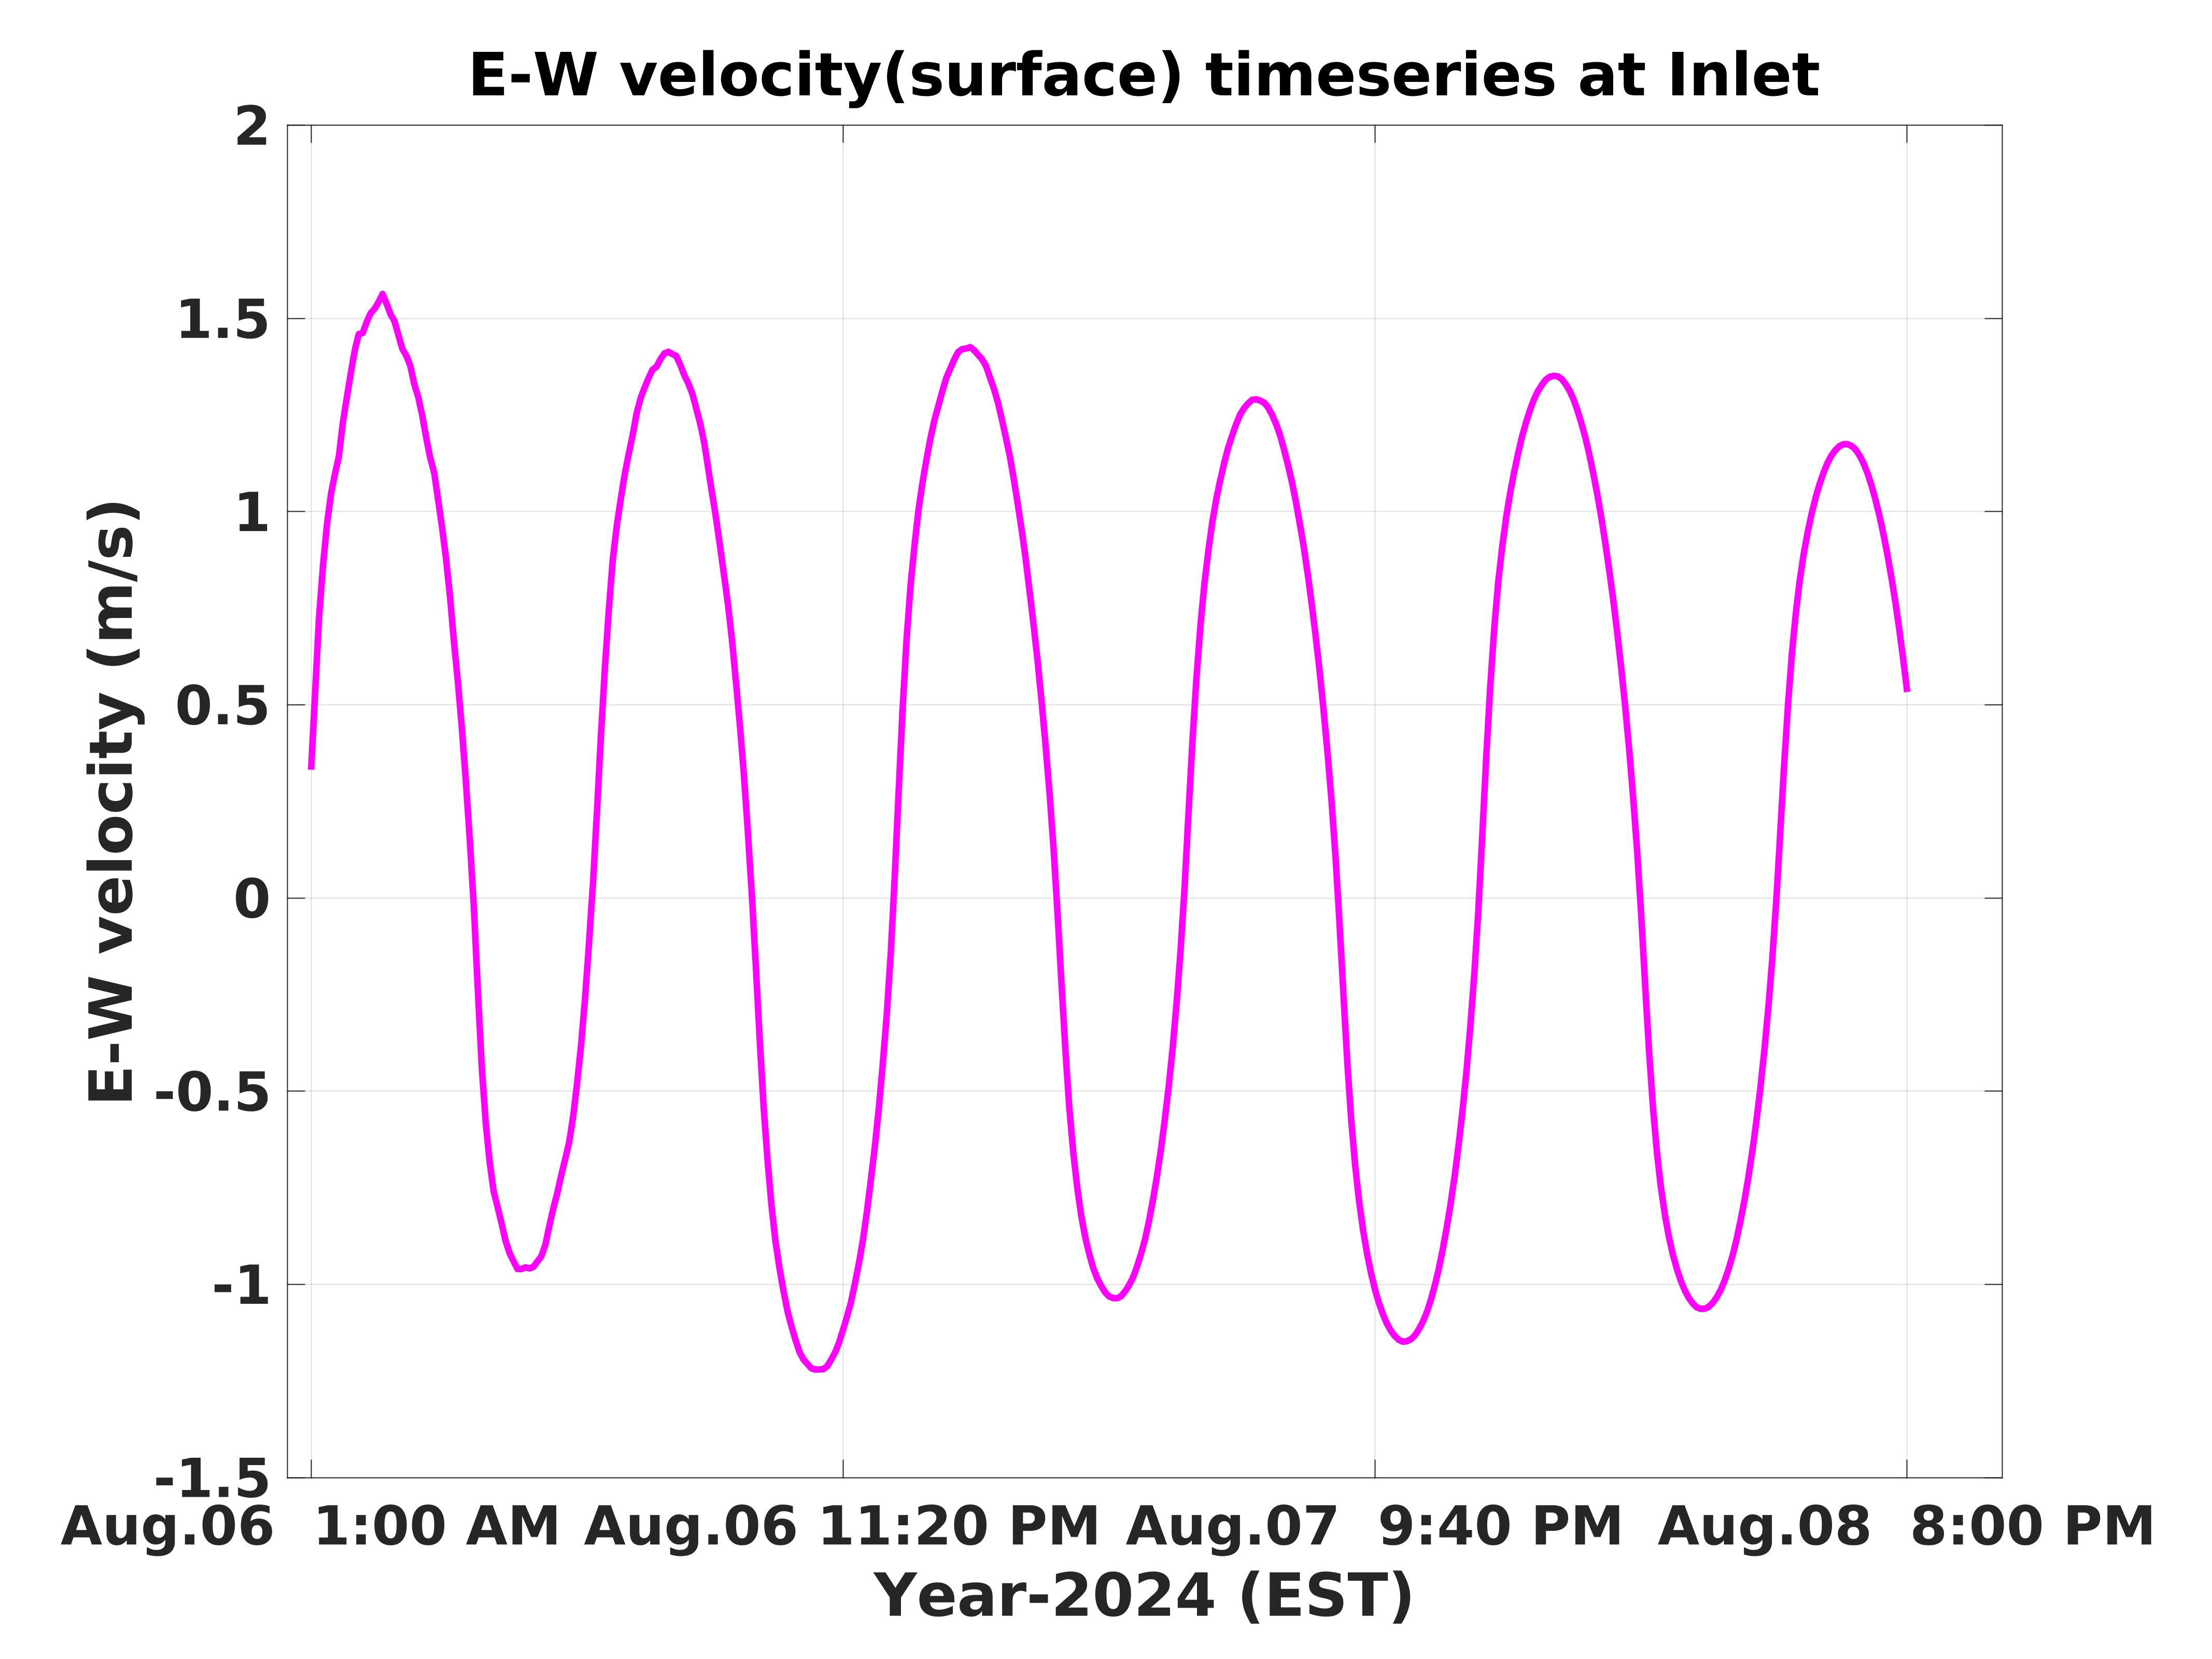 E-W velocity(surface) timeseries at Inlet
E-W velocity (m/s)
2
1.5
1
0.5
0
-0.5
-1
-1.5
Aug.06 1:00 AM Aug.06 11:20 PM Aug.07 9:40 PM Aug.08 8:00 PM
Year-2024 (EST)